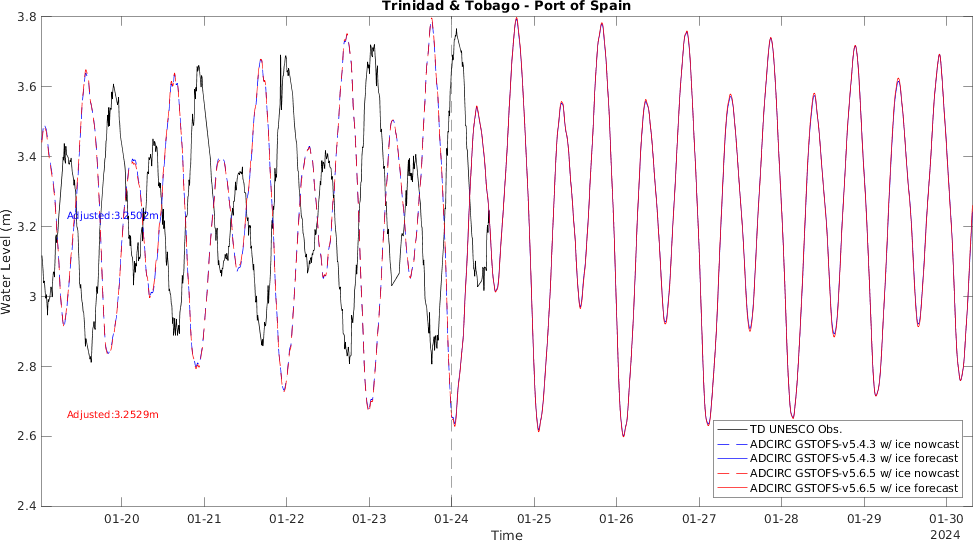 Trinidad & Tobago - Port of Spain
3.8
3.6
3.4
3.2
3
2.8
2.6
2.4
Water Level (m)
Adjusted:3.2502m
Adjusted:3.2529m
TD UNESCO Obs.
ADCIRC GSTOFS-v5.4.3 w/ ice nowcast
ADCIRC GSTOFS-v5.4.3 w/ ice forecast
ADCIRC GSTOFS-v5.6.5 w/ ice nowcast
ADCIRC GSTOFS-v5.6.5 w/ ice forecast
01-20 01-21 01-22 01-23 01-24 01-25 01-26 01-27 01-28 01-29 01-30
Time
2024